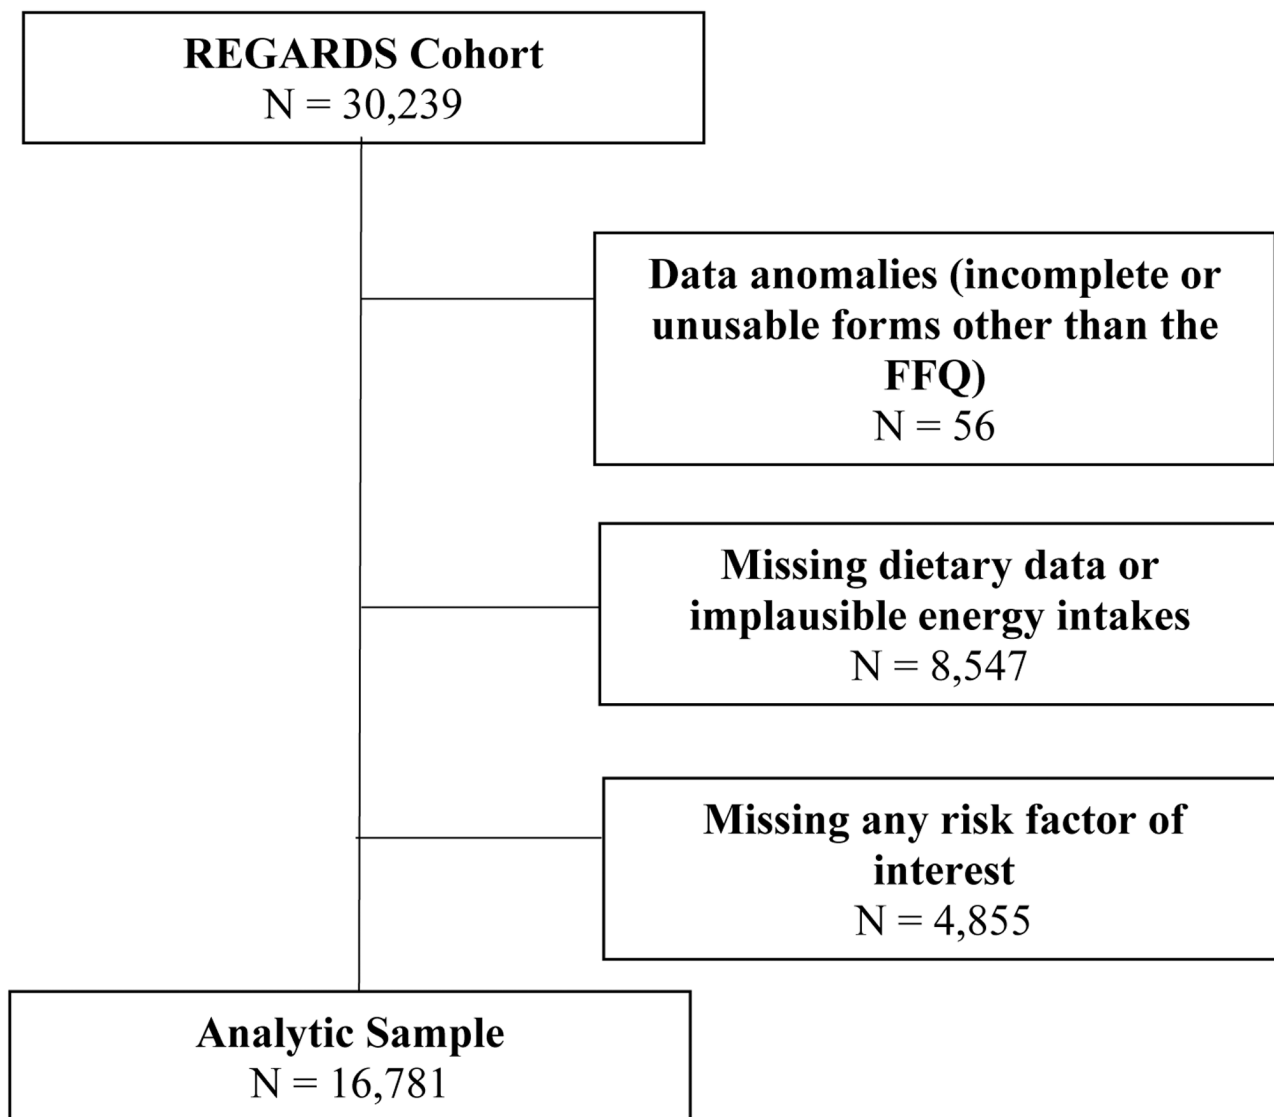 REGARDS Cohort
N = 30,239
Data anomalies (incomplete or
unusable forms other than the
FFQ)
N = 56
Missing dietary data or
implausible energy intakes
N = 8,547
Missing any risk factor of
interest
N = 4,855
Analytic Sample
N = 16,781